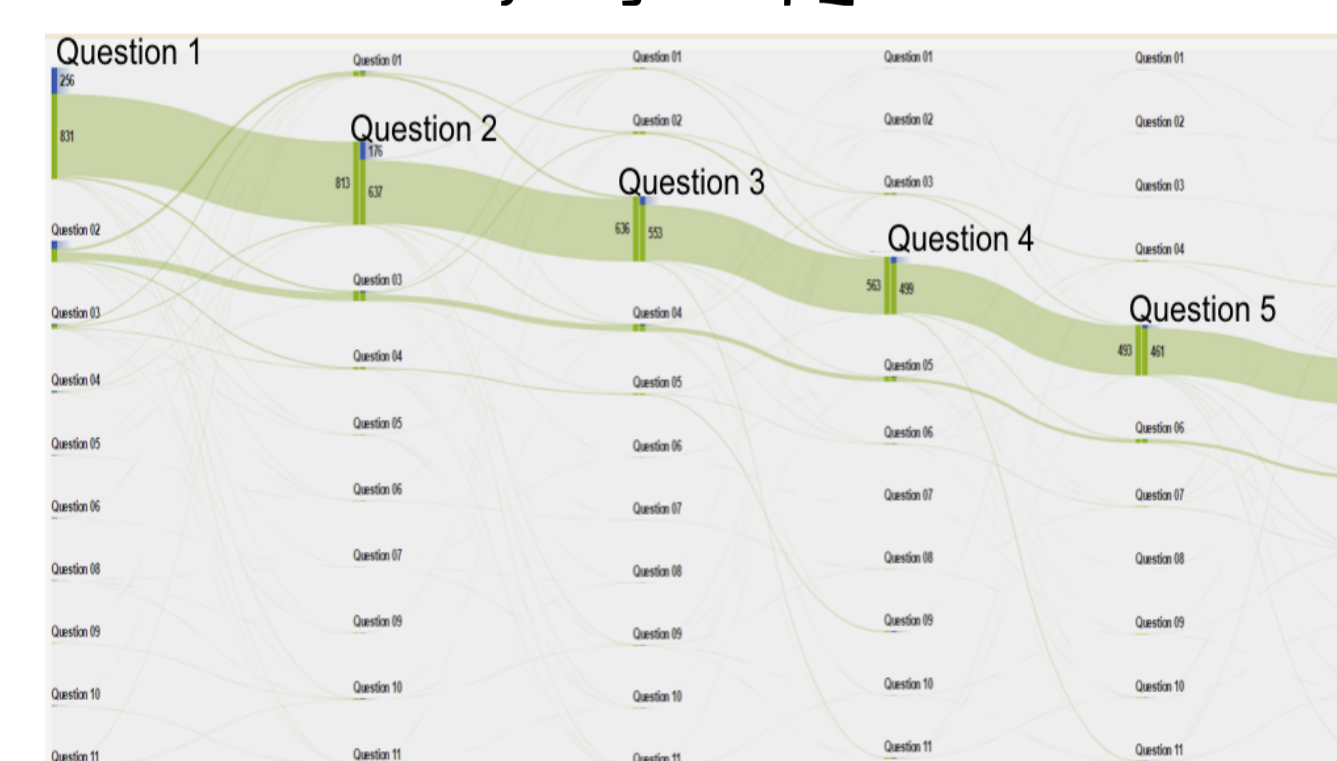 Question 1
256
831
Question 02
Question 03
Question 04
Question 05
Question 06
Question 08
Question 09
Question 10
Question 11
Question 01
Question 2
176
813
637
Question 03
Question 04
Question 05
Question 06
Question 07
Question 09
Question 10
Question 11
Question 01
Question 02
Question 3
636
553
Question 04
Question 05
Question 06
Question 07
Question 08
Question 09
Question 10
Question 11
Question 01
Question 02
Question 03
Question 4
563
499
Question 05
Question 06
Question 07
Question 08
Question 09
Question 10
Question 11
Question 01
Question 02
Question 03
Question 04
Question 5
493
461
Question 06
Question 07
Question 08
Question 09
Question 10
Question 11